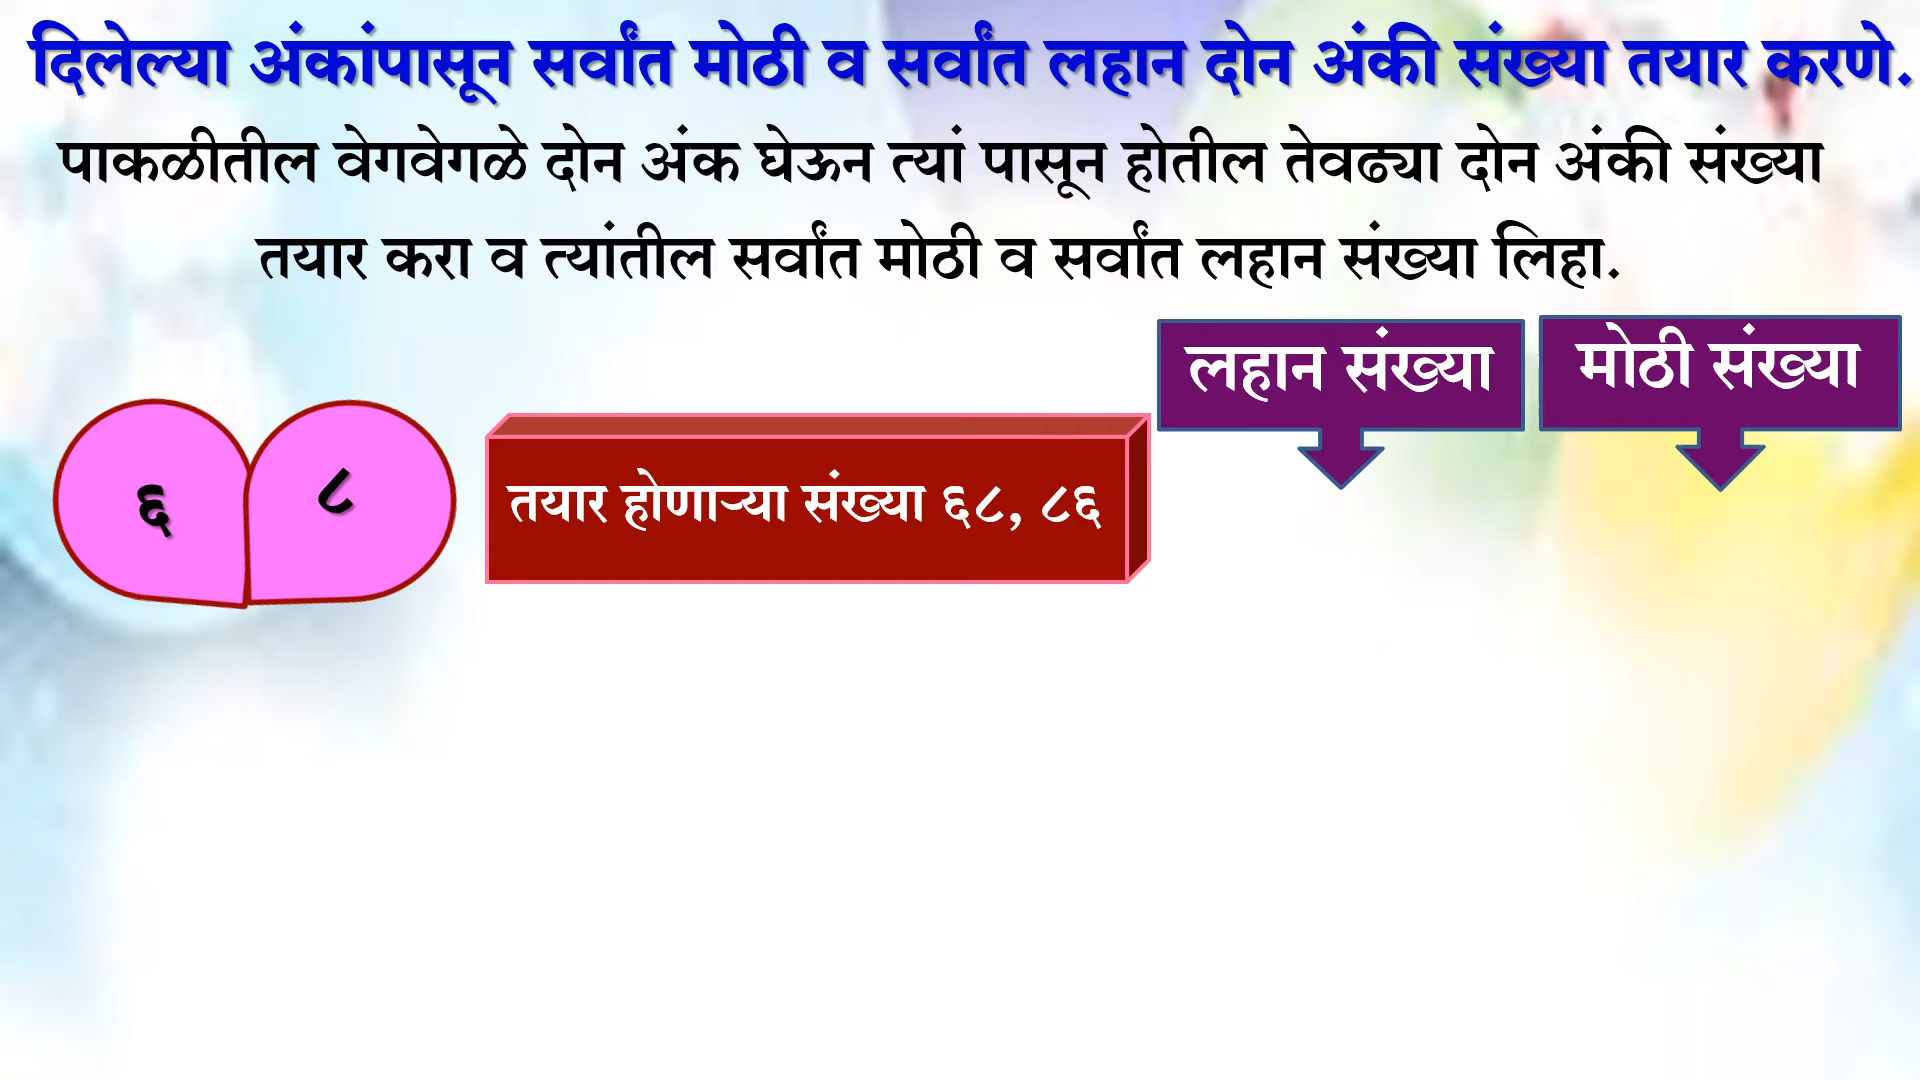 दिलेल्या अंकांपासून सर्वांत मोठी व सर्वांत लहान दोन अंकी संख्या तयार करणे.
पाकळीतील वेगवेगळे दोन अंक घेऊन त्यां पासून होतील तेवढ्या दोन अंकी संख्या
तयार करा व त्यांतील सर्वांत मोठी व सर्वांत लहान संख्या लिहा.
लहान संख्या
मोठी संख्या
६
८
तयार होणाऱ्या संख्या ६८, ८६